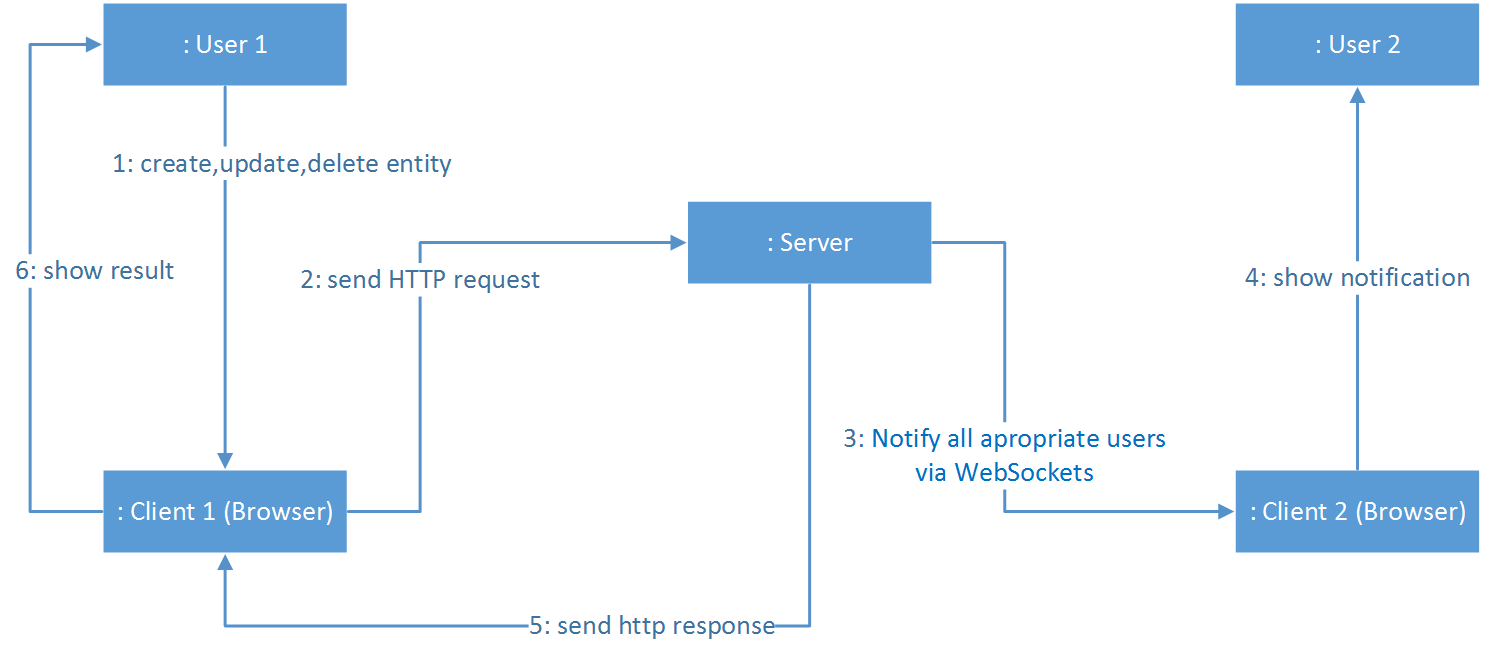 : User 1
: User 2
1: create,update,delete entity
: Server
6: show result
2: send HTTP request
4: show notification
3: Notify all apropriate users
via WebSockets
: Client 1 (Browser)
: Client 2 (Browser)
5: send http response